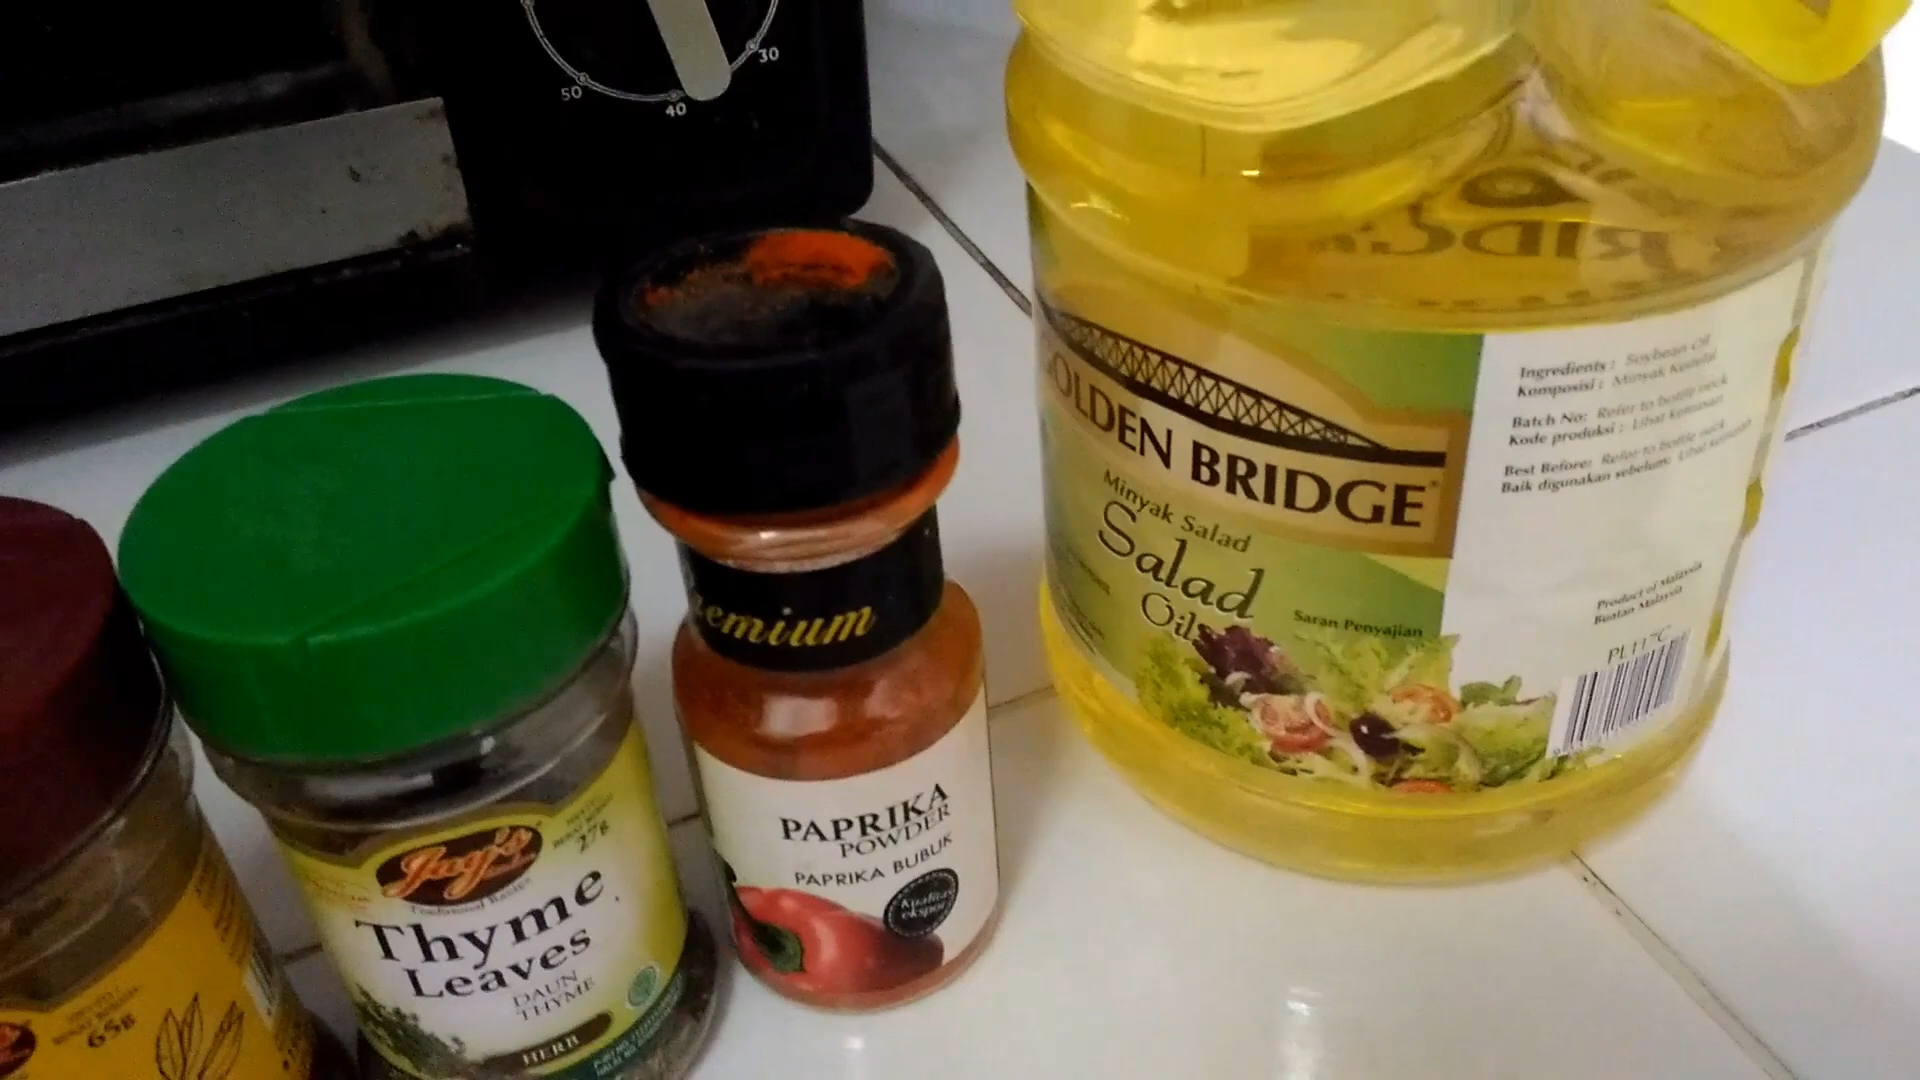 30
50
40
GOLDEN BRIDGE
Minyak Salad
Salad
Oil
Saran Penyajian
Ingredients: Soybean Oil
Komposisi: Minyak Kedelai
Batch No: Refer to bottle neck
Kode produksi: Lihat kemasan
Best Before: Refer to bottle neck
Baik digunakan sebelum: Lihat kemasan
Product of Malaysia
Buatan Malaysia
emium
PAPRIKA
POWDER
PAPRIKA BUBUK
Kualitas
ekspor
Jay's
27g
Thyme
Leaves
DAUN
THYME
HERB
65g